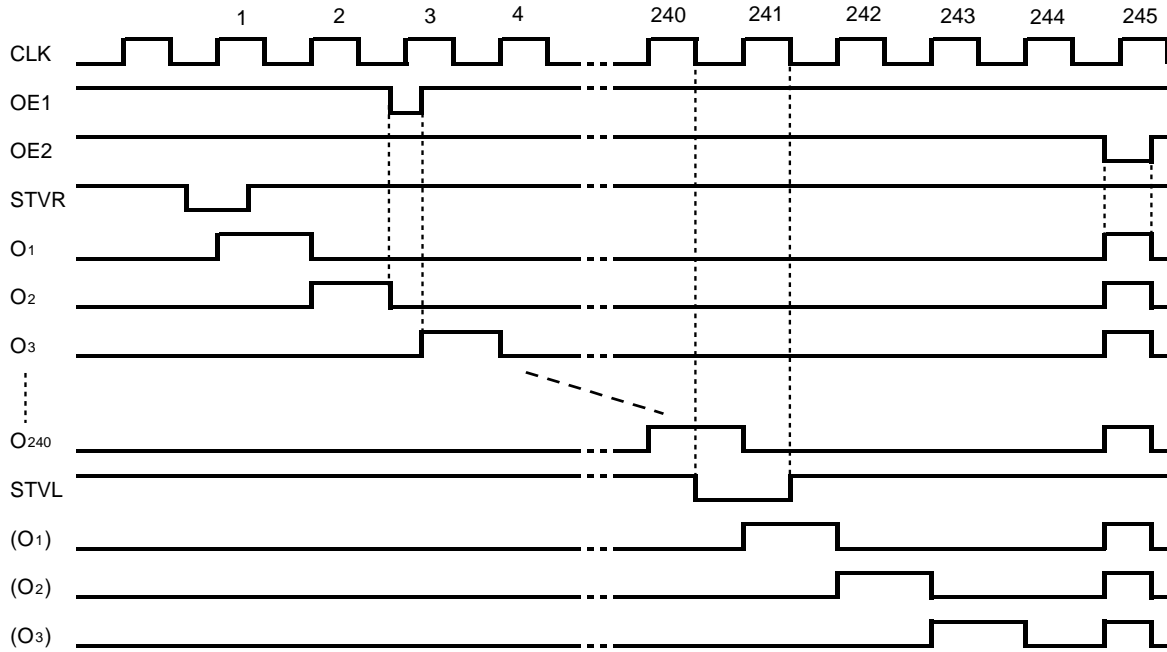 1 2 3 4 240 241 242 243 244 245
CLK
OE1
OE2
STVR
O1
O2
O3
O240
STVL
(O1)
(O2)
(O3)